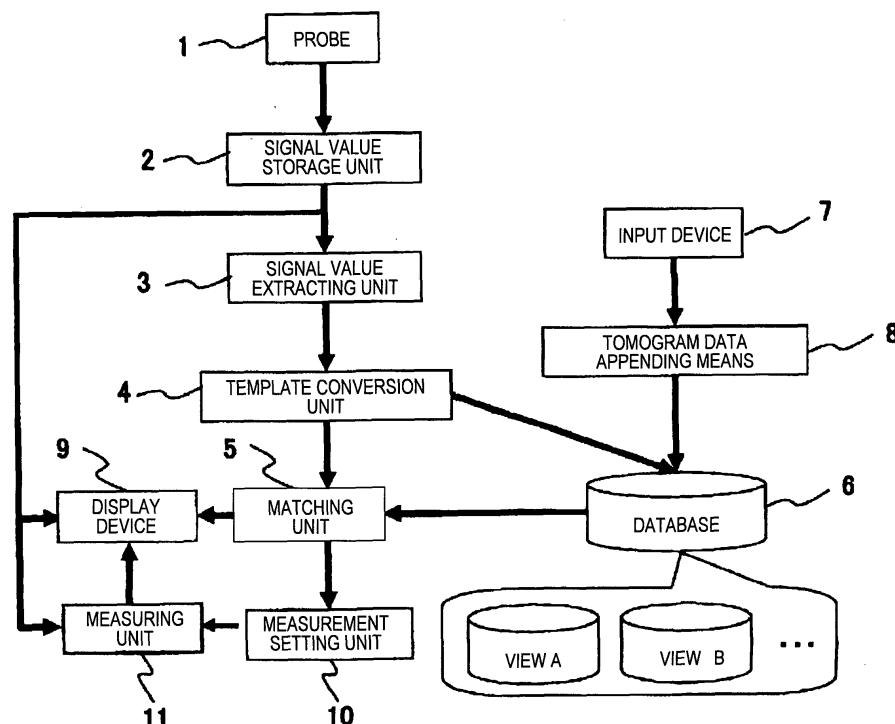 1
PROBE
2
SIGNAL VALUE
STORAGE UNIT
7
INPUT DEVICE
3
SIGNAL VALUE
EXTRACTING UNIT
8
TOMOGRAM DATA
APPENDING MEANS
4
TEMPLATE CONVERSION
UNIT
9
DISPLAY
DEVICE
5
MATCHING
UNIT
6
DATABASE
MEASURING
UNIT
11
MEASUREMENT
SETTING UNIT
10
VIEW A
VIEW B
...